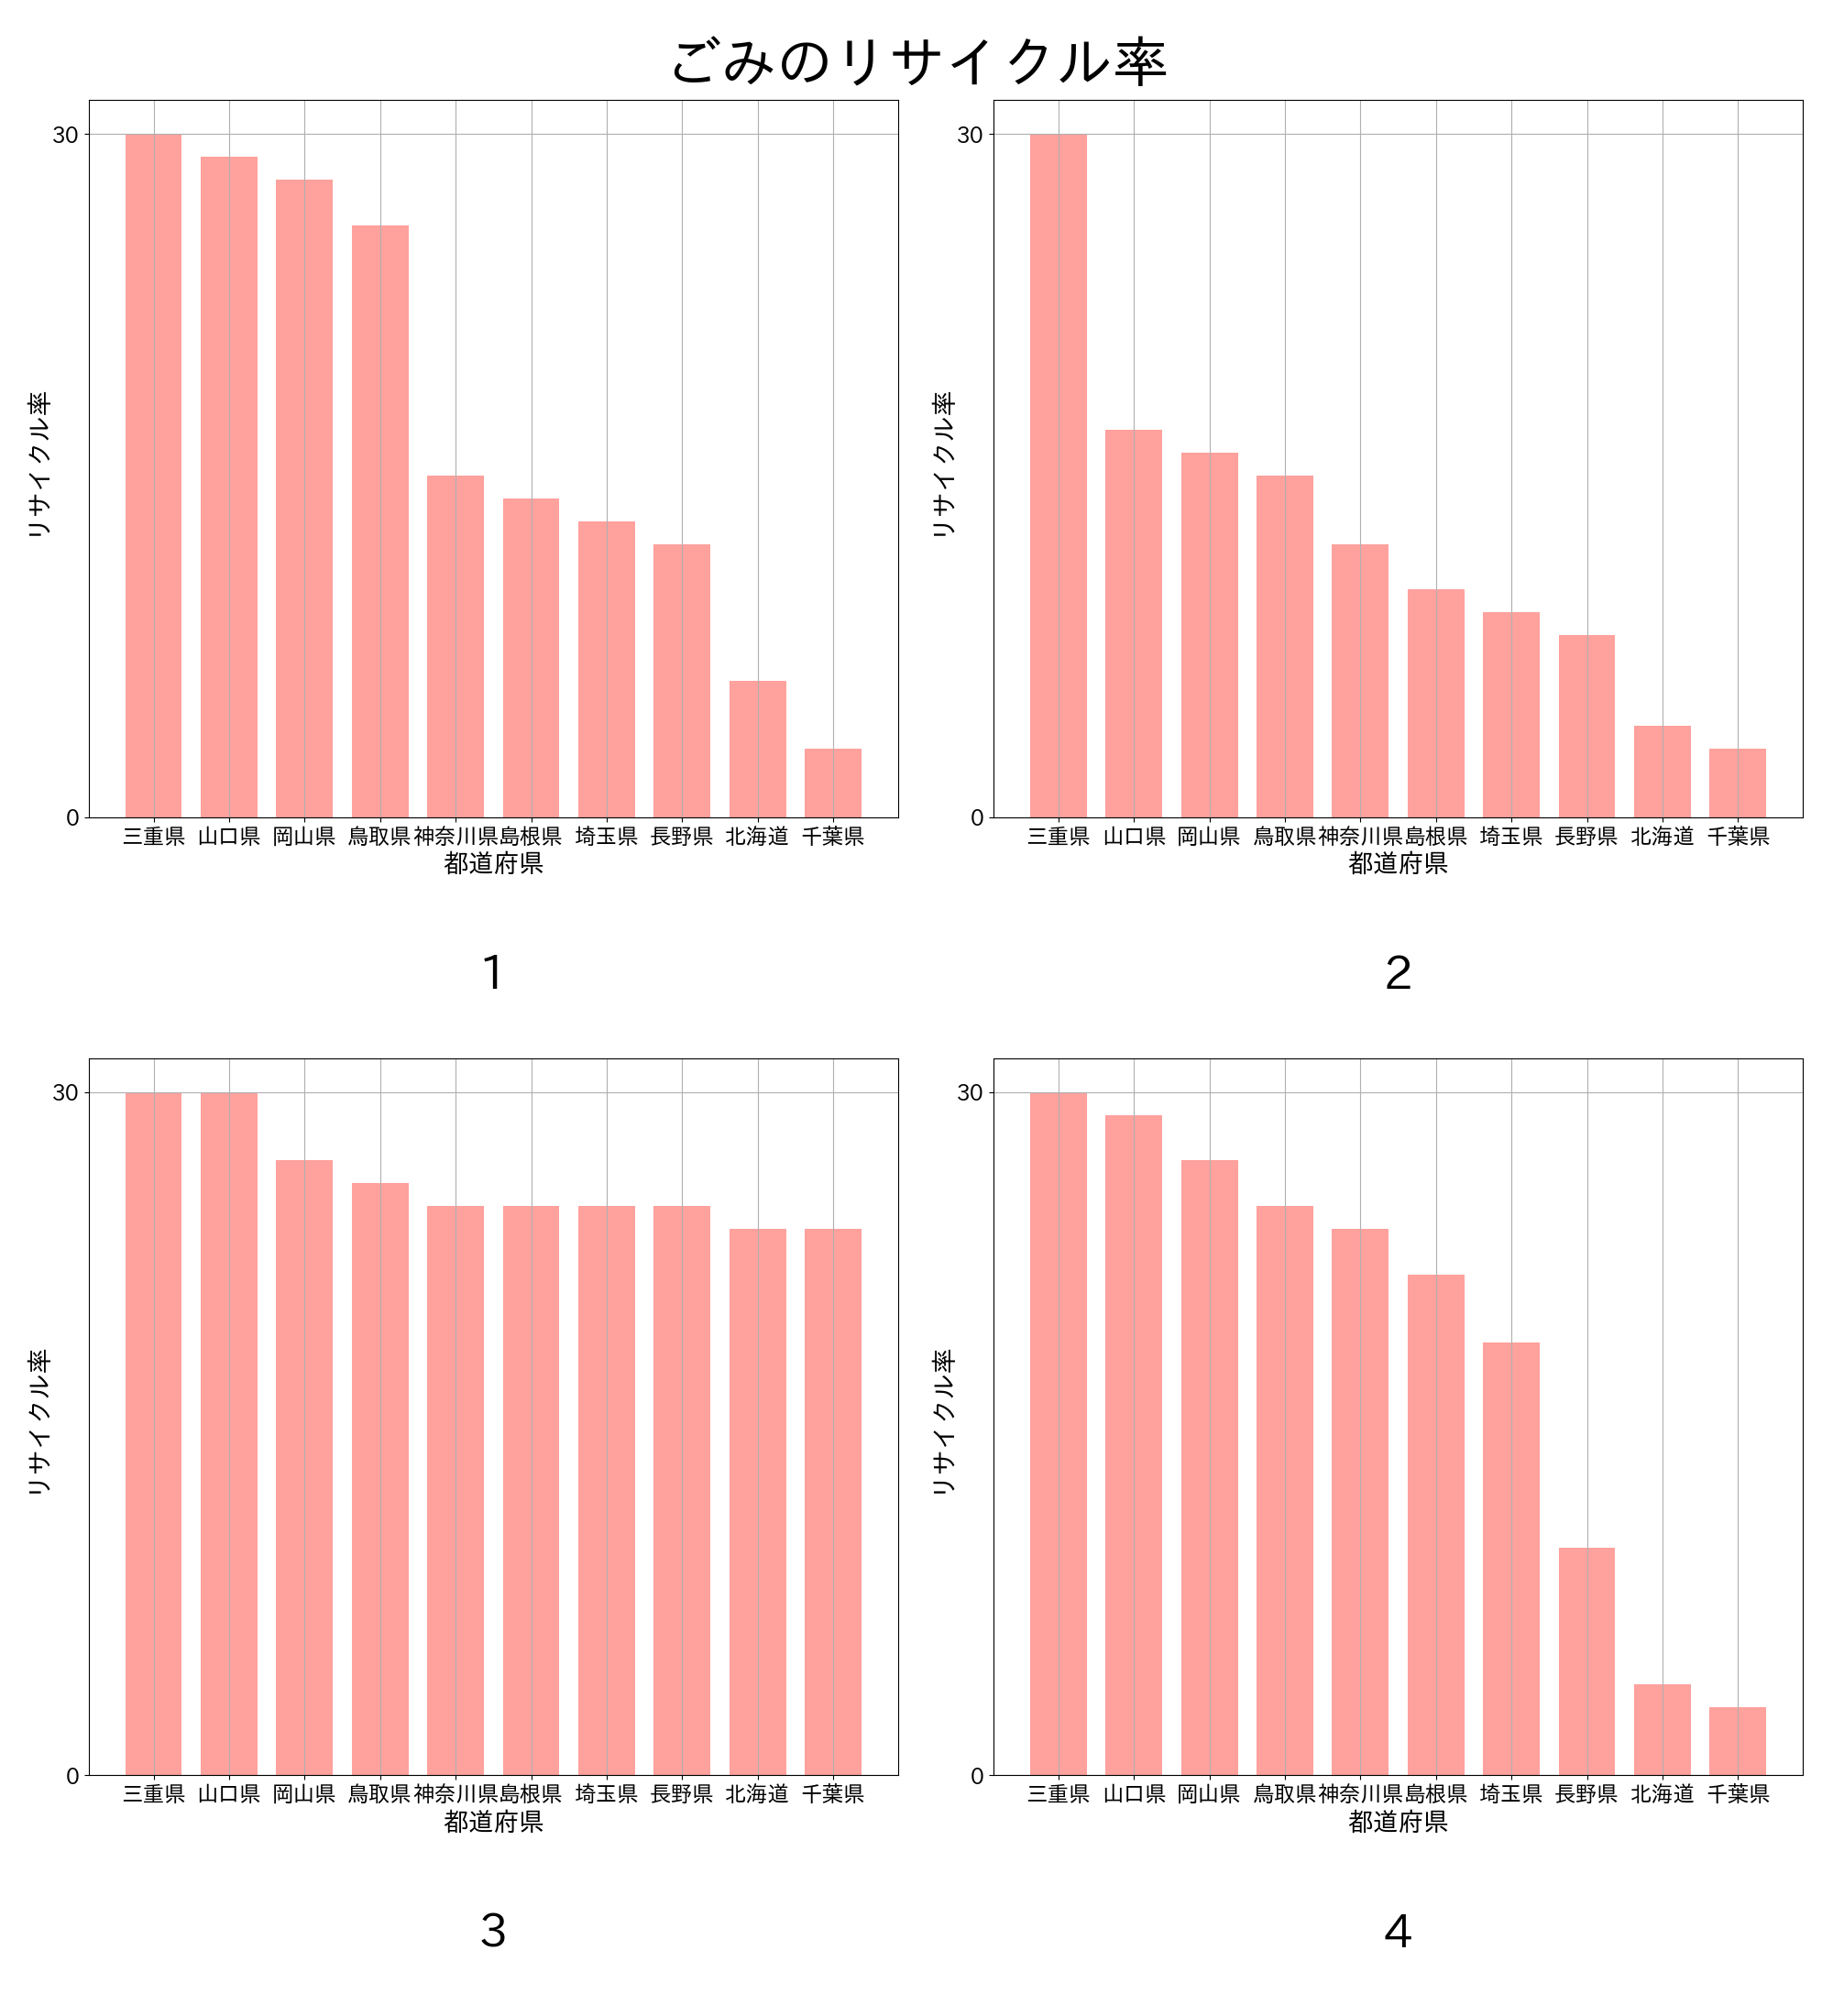 ごみのリサイクル率
30
0
リサイクル率
三重県 山口県 岡山県 鳥取県 神奈川県 島根県 埼玉県 長野県 北海道 千葉県
都道府県
1
30
0
リサイクル率
三重県 山口県 岡山県 鳥取県 神奈川県 島根県 埼玉県 長野県 北海道 千葉県
都道府県
2
30
0
リサイクル率
三重県 山口県 岡山県 鳥取県 神奈川県 島根県 埼玉県 長野県 北海道 千葉県
都道府県
3
30
0
リサイクル率
三重県 山口県 岡山県 鳥取県 神奈川県 島根県 埼玉県 長野県 北海道 千葉県
都道府県
4